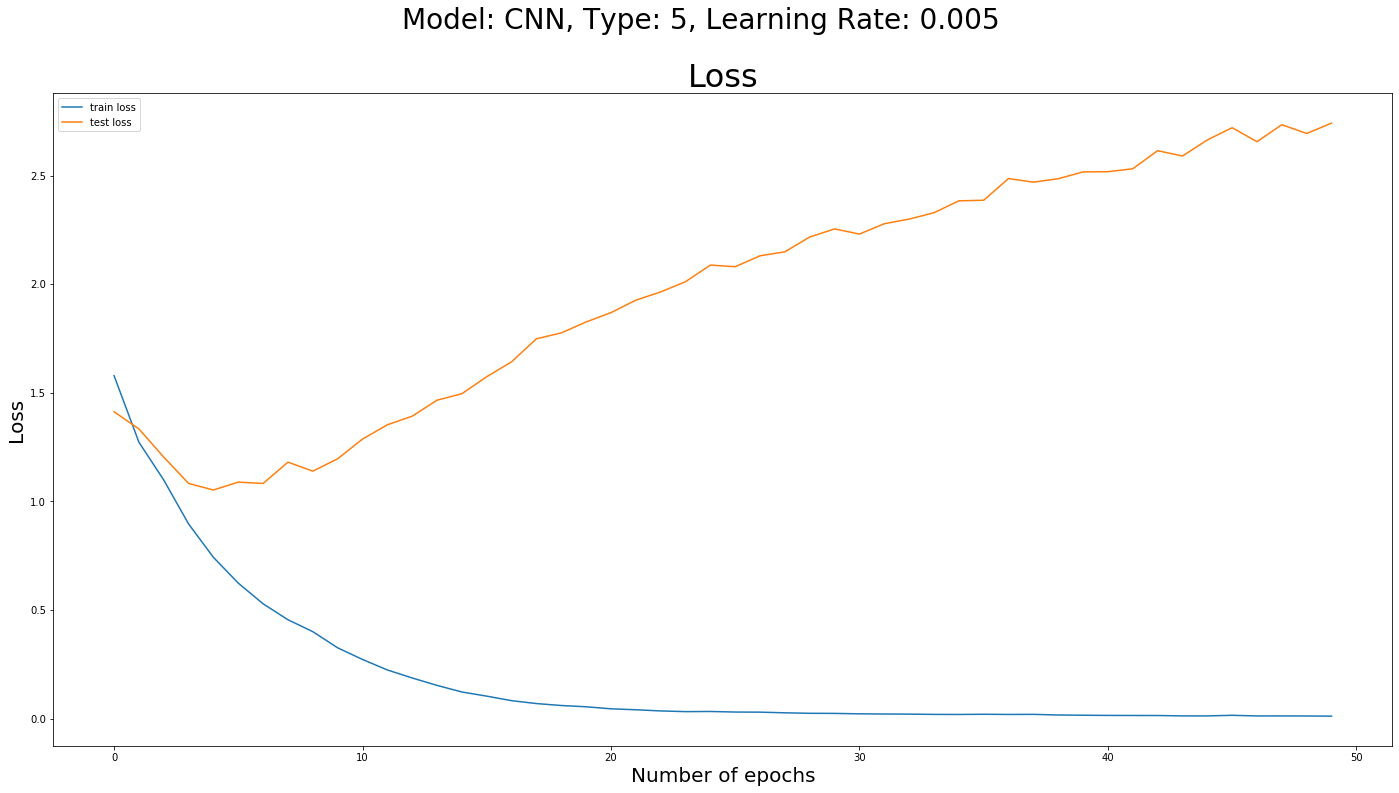 Model: CNN, Type: 5, Learning Rate: 0.005
Loss
train loss
test loss
Loss
2.5
2.0
1.5
1.0
0.5
0.0
0 10 20 30 40 50
Number of epochs